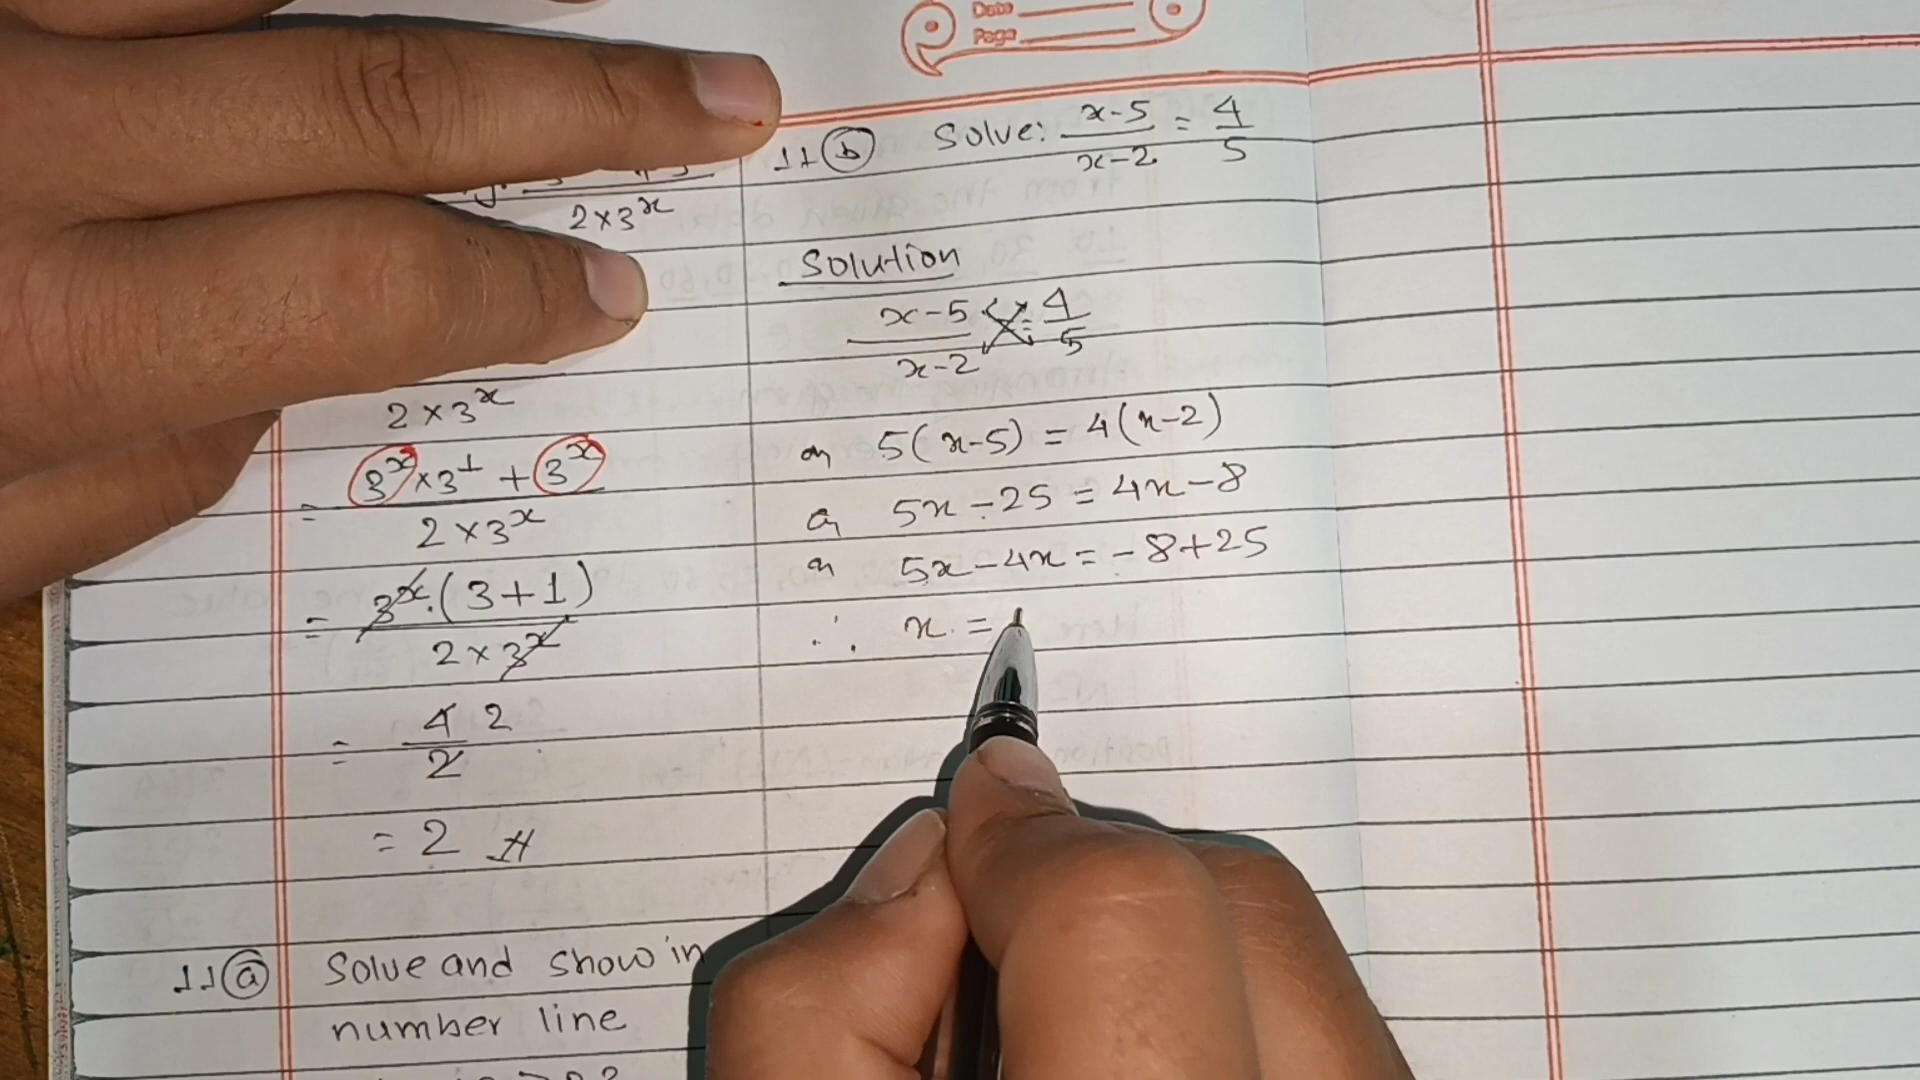 Date
Page
2×3^x
2×3^x
= (3^x×3^1 + 3^x)/(2×3^x)
= (3^x.(3+1))/(2×3^x)
= 4/2 2
= 2
11 (a) Solve and show in
number line
11 (b) Solve: (x-5)/(x-2) = 4/5
Solution
(x-5)/(x-2) = 4/5
or 5(x-5) = 4(x-2)
or 5x-25 = 4x-8
or 5x-4x = -8+25
∴ x =